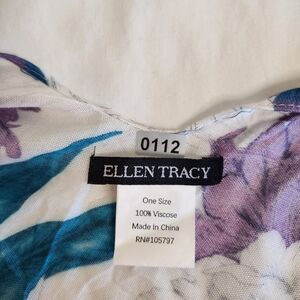 0112
ELLEN TRACY
One Size
100% Viscose
Made In China
RN#105797